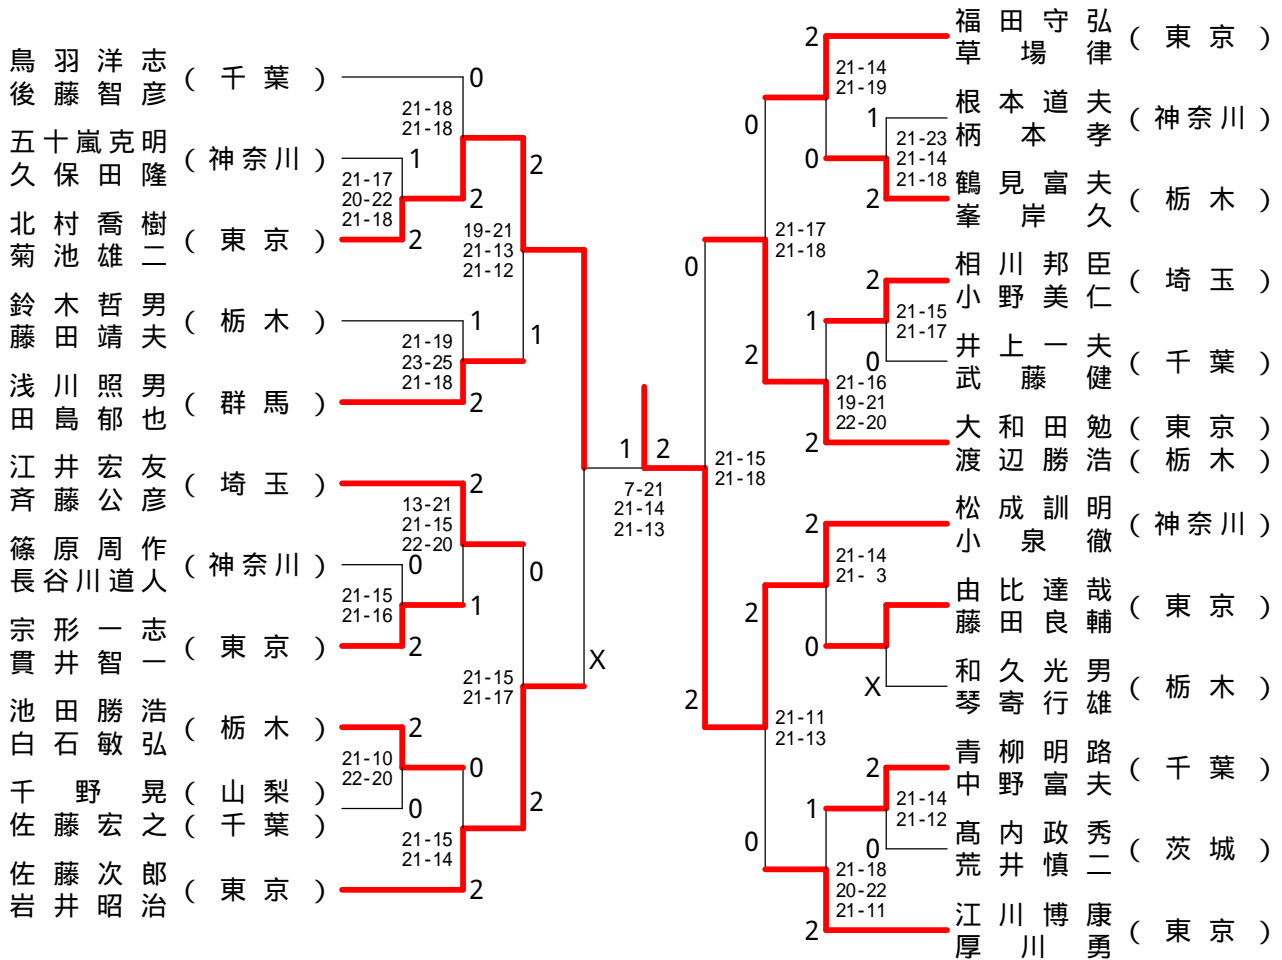 鳥羽洋志
後藤智彦
(千葉)
0
21-18
21-18
五十嵐克明
久保田隆
(神奈川)
1
2
21-17
20-22
21-18
2
北村喬樹
菊池雄二
(東京)
2
19-21
21-13
21-12
鈴木哲男
藤田靖夫
(栃木)
1
1
21-19
23-25
21-18
浅川照男
田島郁也
(群馬)
2
江井宏友
斉藤公彦
(埼玉)
2
13-21
21-15
22-20
篠原周作
長谷川道人
(神奈川)
0
0
21-15
21-16
1
宗形一志
貫井智一
(東京)
2
X
21-15
21-17
池田勝浩
白石敏弘
(栃木)
2
21-10
22-20
0
千野晃
(山梨)
佐藤宏之
(千葉)
0
2
21-15
21-14
佐藤次郎
岩井昭治
(東京)
2
1
2
7-21
21-14
21-13
2
福田守弘
草場律
(東京)
21-14
21-19
0
1
根本道夫
柄本孝
(神奈川)
21-23
21-14
21-18
0
2
鶴見富夫
峯岸久
(栃木)
21-17
21-18
0
2
相川邦臣
小野美仁
(埼玉)
21-15
21-17
1
2
0
井上一夫
武藤健
(千葉)
21-16
19-21
22-20
2
大和田勉
(東京)
渡辺勝浩
(栃木)
21-15
21-18
2
松成訓明
小泉徹
(神奈川)
21-14
21- 3
2
0
由比達哉
藤田良輔
(東京)
X
和久光男
琴寄行雄
(栃木)
2
21-11
21-13
2
青柳明路
中野富夫
(千葉)
21-14
21-12
1
0
0
髙内政秀
荒井慎二
(茨城)
21-18
20-22
21-11
2
江川博康
厚川勇
(東京)